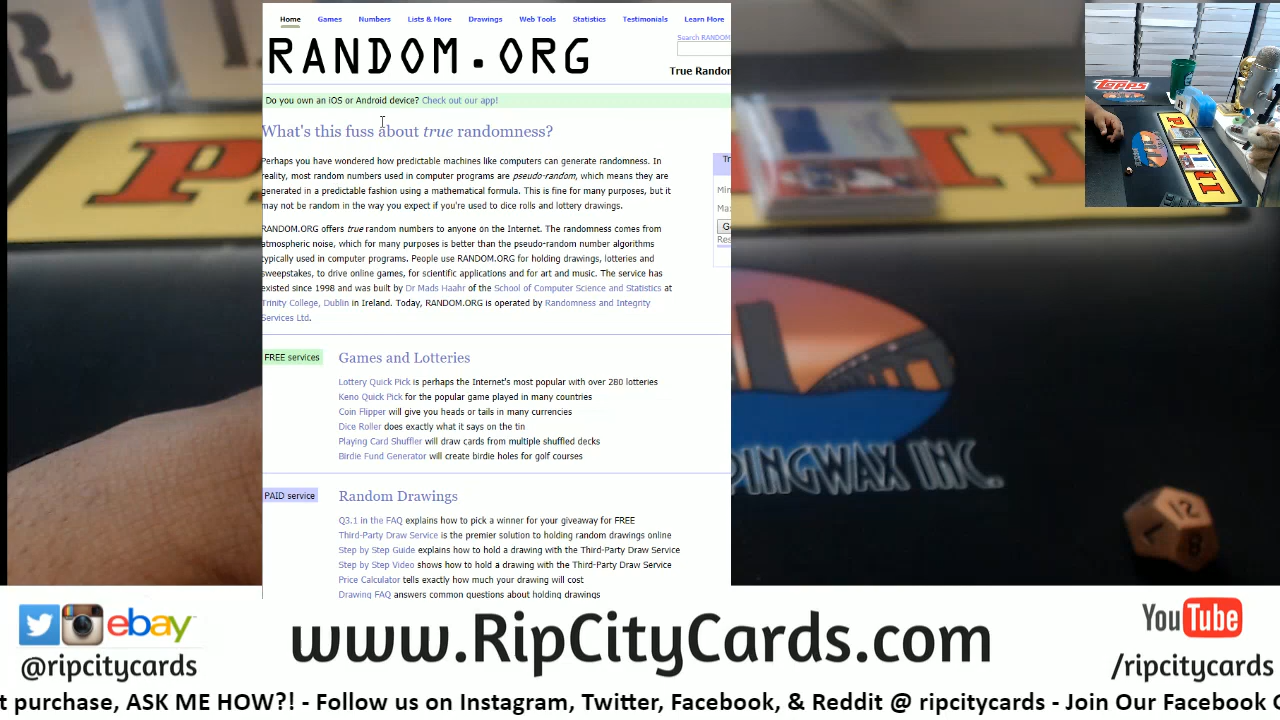 Home Games Numbers Lists & More Drawings Web Tools Statistics Testimonials Learn More
RANDOM.ORG
Search RANDOM
True Random
Do you own an iOS or Android device? Check out our app!
What's this fuss about true randomness?
Perhaps you have wondered how predictable machines like computers can generate randomness. In
reality, most random numbers used in computer programs are pseudo-random, which means they are
generated in a predictable fashion using a mathematical formula. This is fine for many purposes, but it
may not be random in the way you expect if you're used to dice rolls and lottery drawings.
RANDOM.ORG offers true random numbers to anyone on the Internet. The randomness comes from
atmospheric noise, which for many purposes is better than the pseudo-random number algorithms
typically used in computer programs. People use RANDOM.ORG for holding drawings, lotteries and
sweepstakes, to drive online games, for scientific applications and for art and music. The service has
existed since 1998 and was built by Dr Mads Haahr of the School of Computer Science and Statistics at
Trinity College, Dublin in Ireland. Today, RANDOM.ORG is operated by Randomness and Integrity
Services Ltd.
FREE services
Games and Lotteries
Lottery Quick Pick is perhaps the Internet's most popular with over 280 lotteries
Keno Quick Pick for the popular game played in many countries
Coin Flipper will give you heads or tails in many currencies
Dice Roller does exactly what it says on the tin
Playing Card Shuffler will draw cards from multiple shuffled decks
Birdie Fund Generator will create birdie holes for golf courses
PAID service
Random Drawings
Q3.1 in the FAQ explains how to pick a winner for your giveaway for FREE
Third-Party Draw Service is the premier solution to holding random drawings online
Step by Step Guide explains how to hold a drawing with the Third-Party Draw Service
Step by Step Video shows how to hold a drawing with the Third-Party Draw Service
Price Calculator tells exactly how much your drawing will cost
Drawing FAQ answers common questions about holding drawings
TOPPS
PINGWAX INC.
12
ebay
@ripcitycards
www.RipCityCards.com
YouTube
/ripcitycards
t purchase, ASK ME HOW?! - Follow us on Instagram, Twitter, Facebook, & Reddit @ ripcitycards - Join Our Facebook